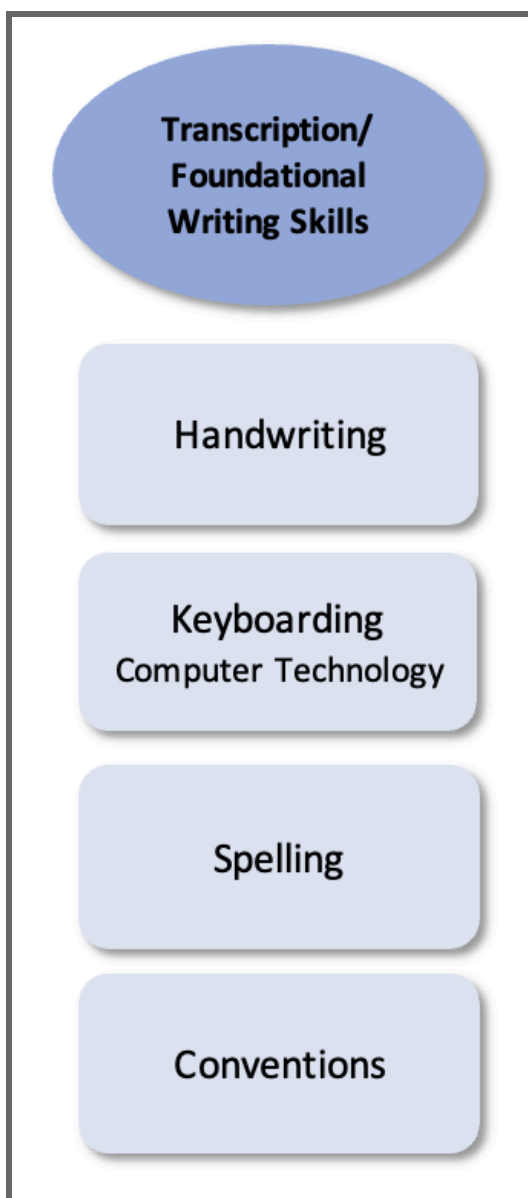 Transcription/
Foundational
Writing Skills
Handwriting
Keyboarding
Computer Technology
Spelling
Conventions